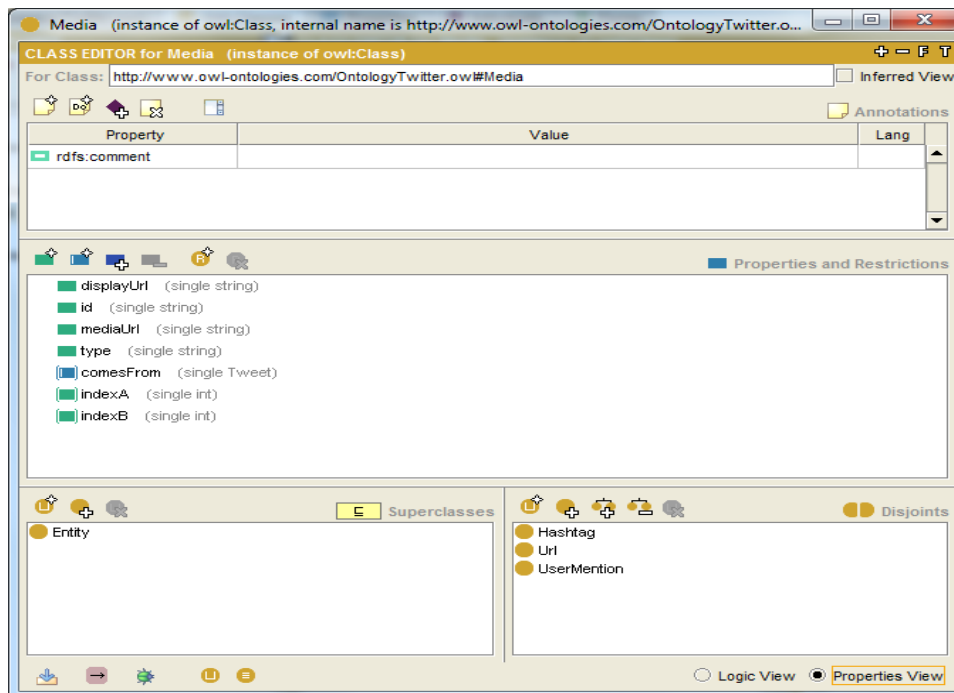 Media (instance of owl:Class, internal name is http://www.owl-ontologies.com/OntologyTwitter.o...
CLASS EDITOR for Media (instance of owl:Class)
F T
For Class: http://www.owl-ontologies.com/OntologyTwitter.owl#Media
Inferred View
Annotations
Property Value Lang
rdfs:comment
Properties and Restrictions
displayUrl (single string)
id (single string)
mediaUrl (single string)
type (single string)
comesFrom (single Tweet)
indexA (single int)
indexB (single int)
⊑ Superclasses
Entity
Disjoints
Hashtag
Url
UserMention
Logic View Properties View